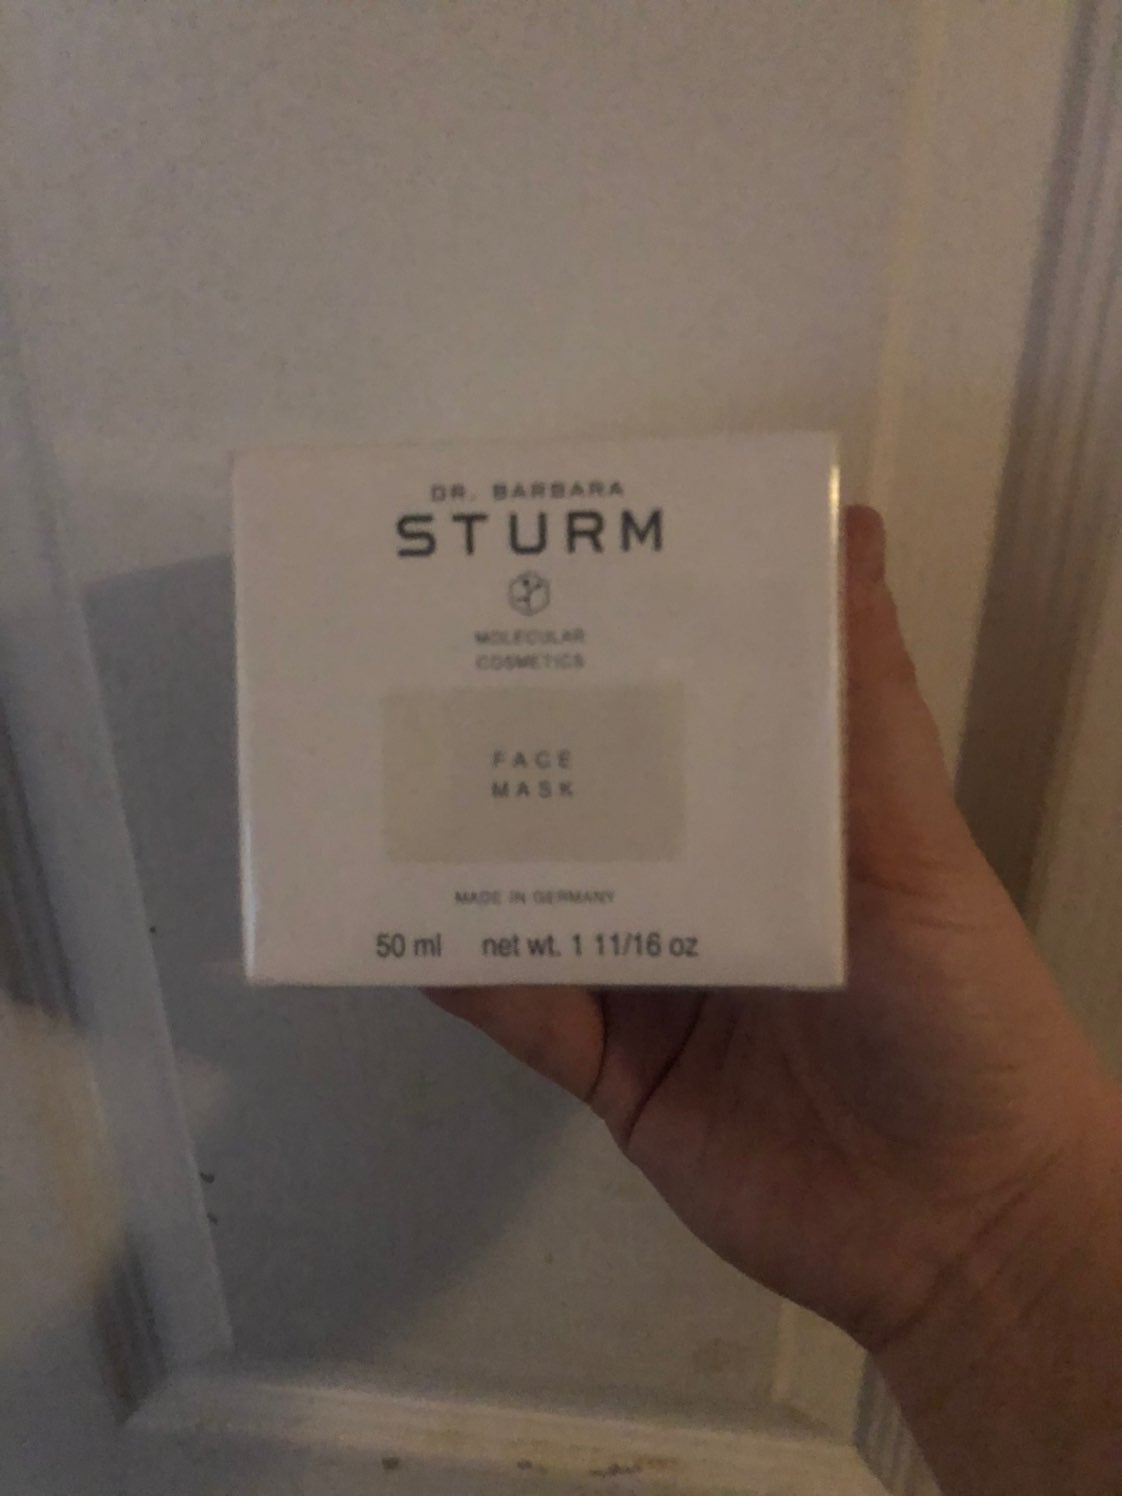 DR. BARBARA
STURM
MOLECULAR
COSMETICS
FACE
MASK
MADE IN GERMANY
50 ml net wt. 1 11/16 oz